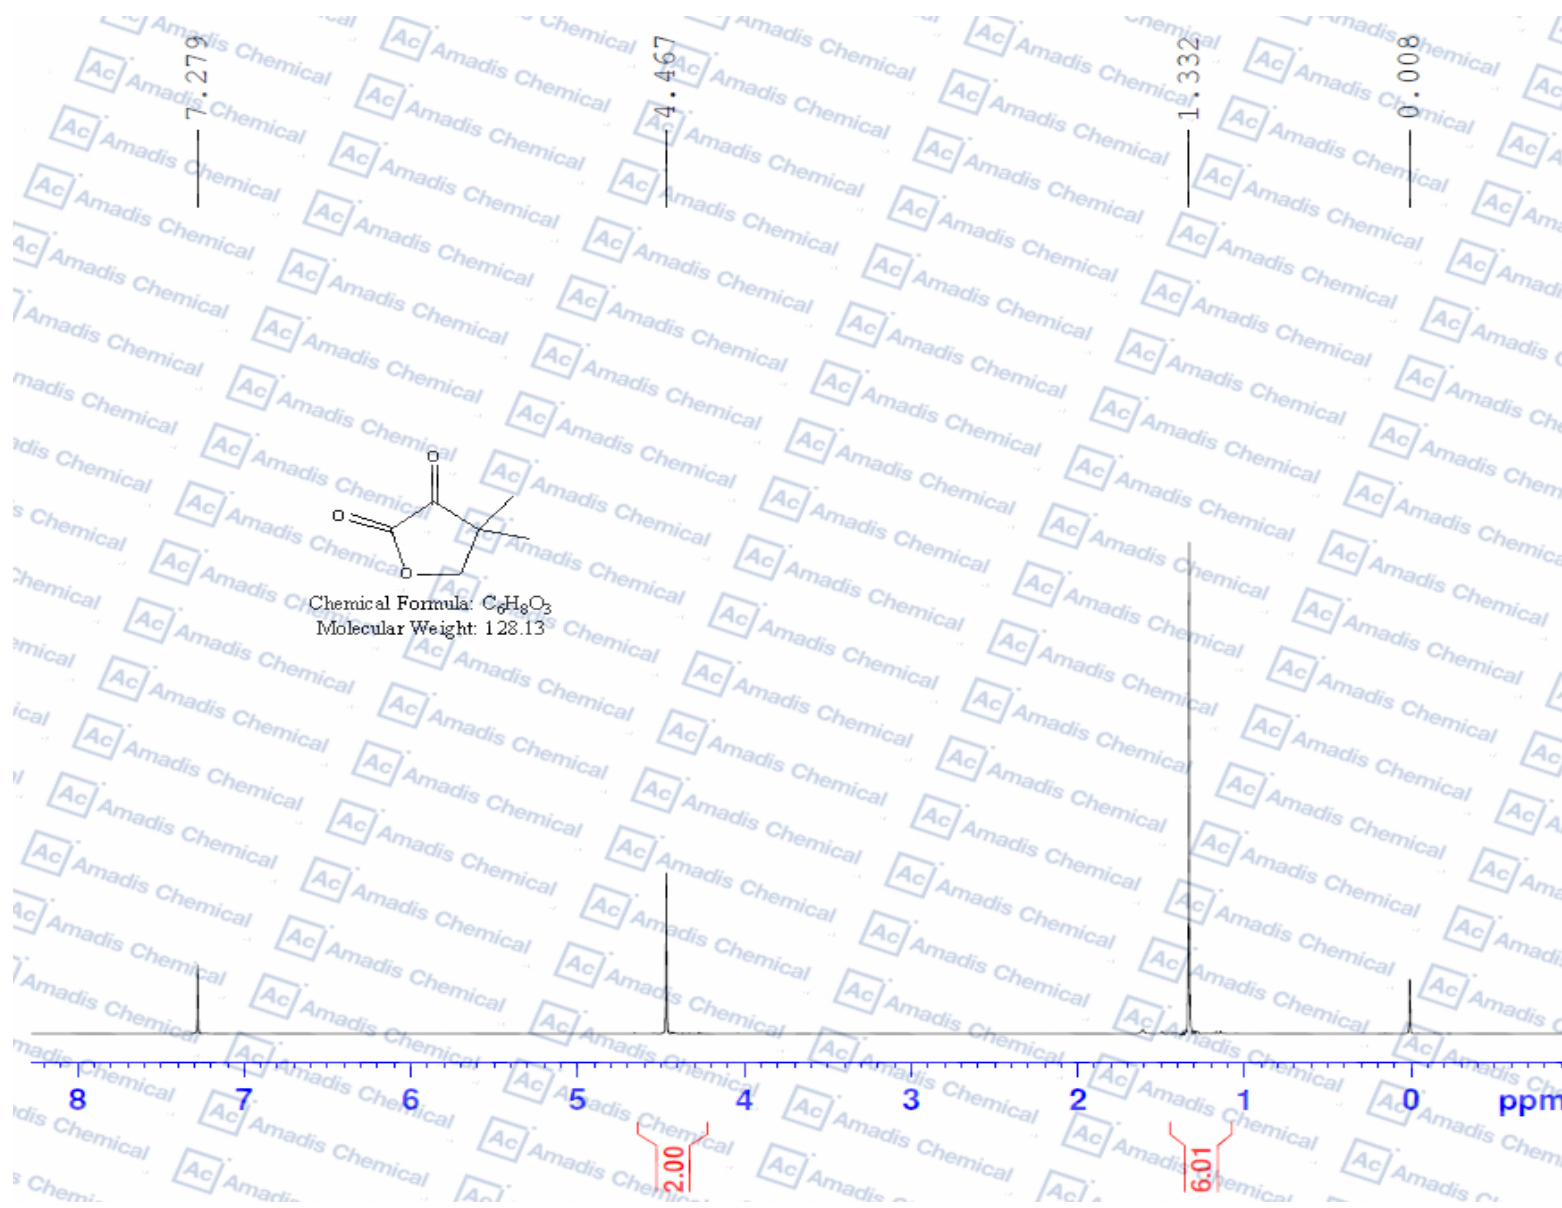 7.279
4.467
1.332
0.008
O
O
O
Chemical Formula: C₆H₈O₃
Molecular Weight: 128.13
8 7 6 5 4 3 2 1 0 ppm
2.00
6.01
Ac Amadis Chemical